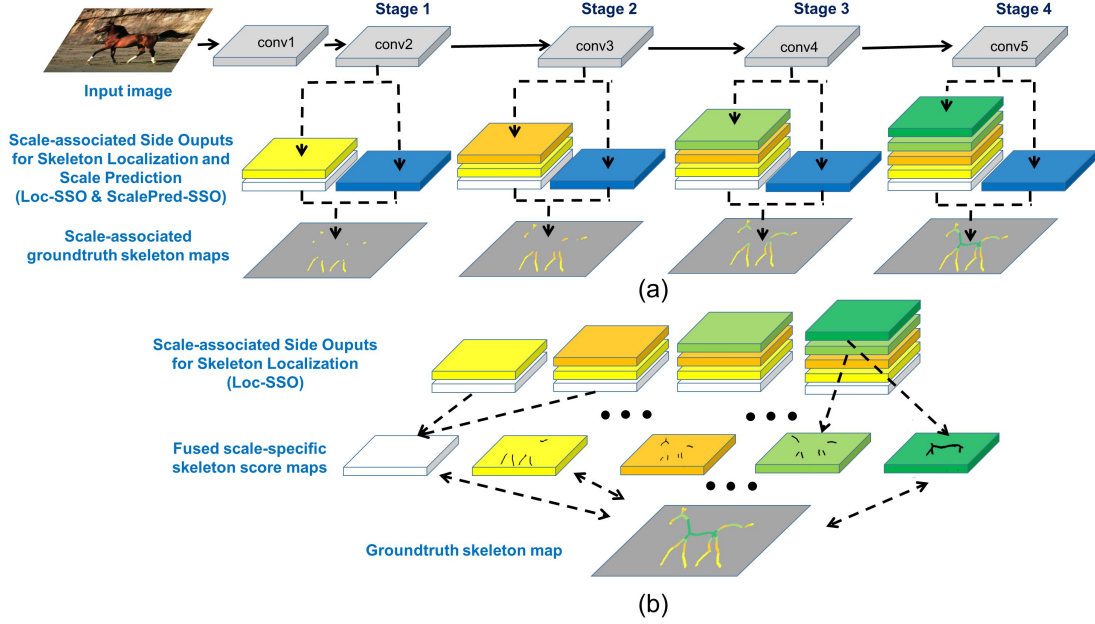 Stage 1
Stage 2
Stage 3
Stage 4
conv1
conv2
conv3
conv4
conv5
Input image
Scale-associated Side Ouputs
for Skeleton Localization and
Scale Prediction
(Loc-SSO & ScalePred-SSO)
Scale-associated
groundtruth skeleton maps
(a)
Scale-associated Side Ouputs
for Skeleton Localization
(Loc-SSO)
Fused scale-specific
skeleton score maps
Groundtruth skeleton map
(b)